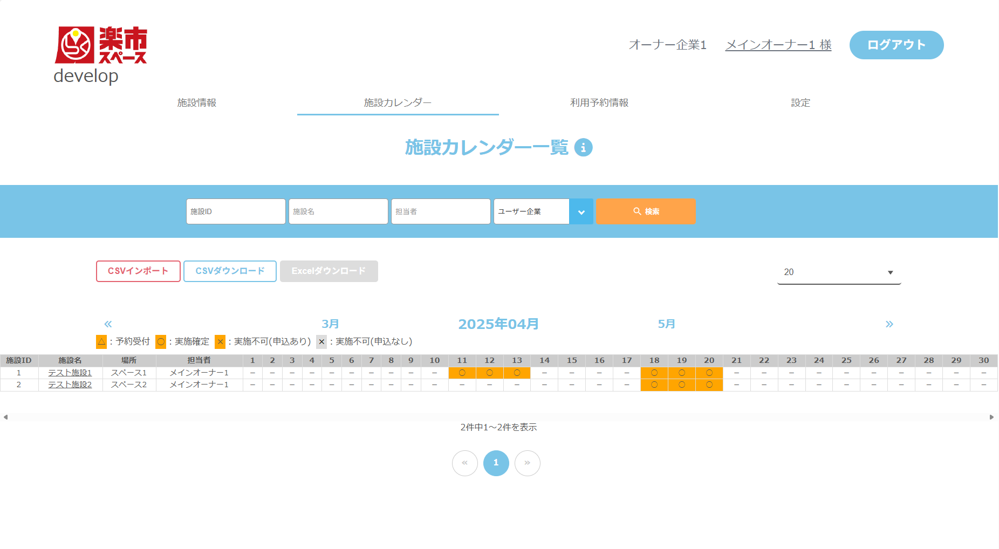 楽市
スペース
develop
オーナー企業1 メインオーナー1 様 ログアウト
施設情報 施設カレンダー 利用予約情報 設定
施設カレンダー一覧
施設ID 施設名 担当者 ユーザー企業 検索
CSVインポート CSVダウンロード Excelダウンロード 20
« 3月 2025年04月 5月 »
△：予約受付 〇：実施確定 ×：実施不可(申込あり) ×：実施不可(申込なし)
施設ID 施設名 場所 担当者 1 2 3 4 5 6 7 8 9 10 11 12 13 14 15 16 17 18 19 20 21 22 23 24 25 26 27 28 29 30
1 テスト施設1 スペース1 メインオーナー1 － － － － － － － － － － 〇 〇 〇 － － － － 〇 〇 〇 － － － － － － － － － －
2 テスト施設2 スペース2 メインオーナー1 － － － － － － － － － － － － － － － － － 〇 〇 〇 － － － － － － － － － －
2件中1～2件を表示
« 1 »